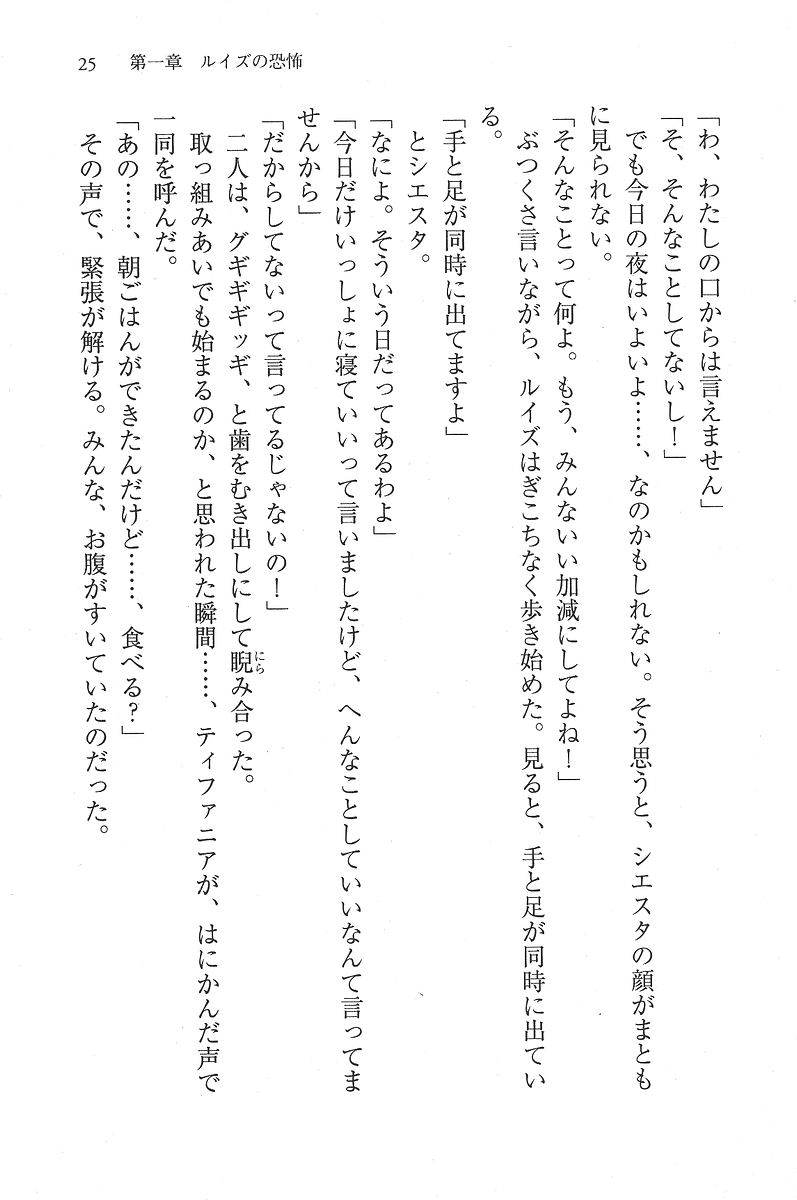 25　第一章　ルイズの恐怖
「わ、わたしの口からは言えません」
「そ、そんなことしてないし！」
　でも今日の夜はいよいよ……、なのかもしれない。そう思うと、シエスタの顔がまとも
に見られない。
「そんなことって何よ。もう、みんないい加減にしてよね！」
　ぶつくさ言いながら、ルイズはぎこちなく歩き始めた。見ると、手と足が同時に出てい
る。
「手と足が同時に出てますよ」
　とシエスタ。
「なによ。そういう日だってあるわよ」
「今日だけいっしょに寝ていいって言いましたけど、へんなことしていいなんて言ってま
せんから」
「だからしてないって言ってるじゃないの！」
　二人は、グギギギッギ、と歯をむき出しにして睨み合った。
にら
　取っ組みあいでも始まるのか、と思われた瞬間……、ティファニアが、はにかんだ声で
一同を呼んだ。
「あの……、朝ごはんができたんだけど……、食べる？」
　その声で、緊張が解ける。みんな、お腹がすいていたのだった。